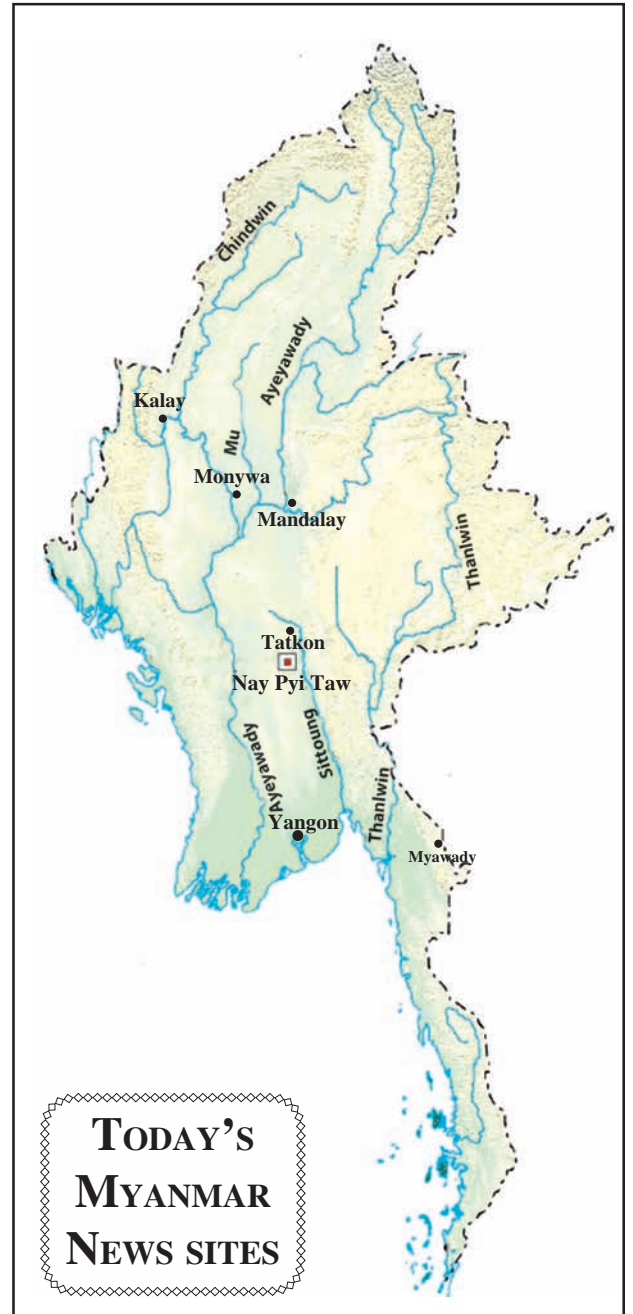 Chindwin
Ayeyawady
Kalay
Mu
Monywa
Mandalay
Thanlwin
Tatkon
Nay Pyi Taw
Ayeyawady
Sittoung
Thanlwin
Yangon
Myawady
TODAY'S
MYANMAR
NEWS SITES